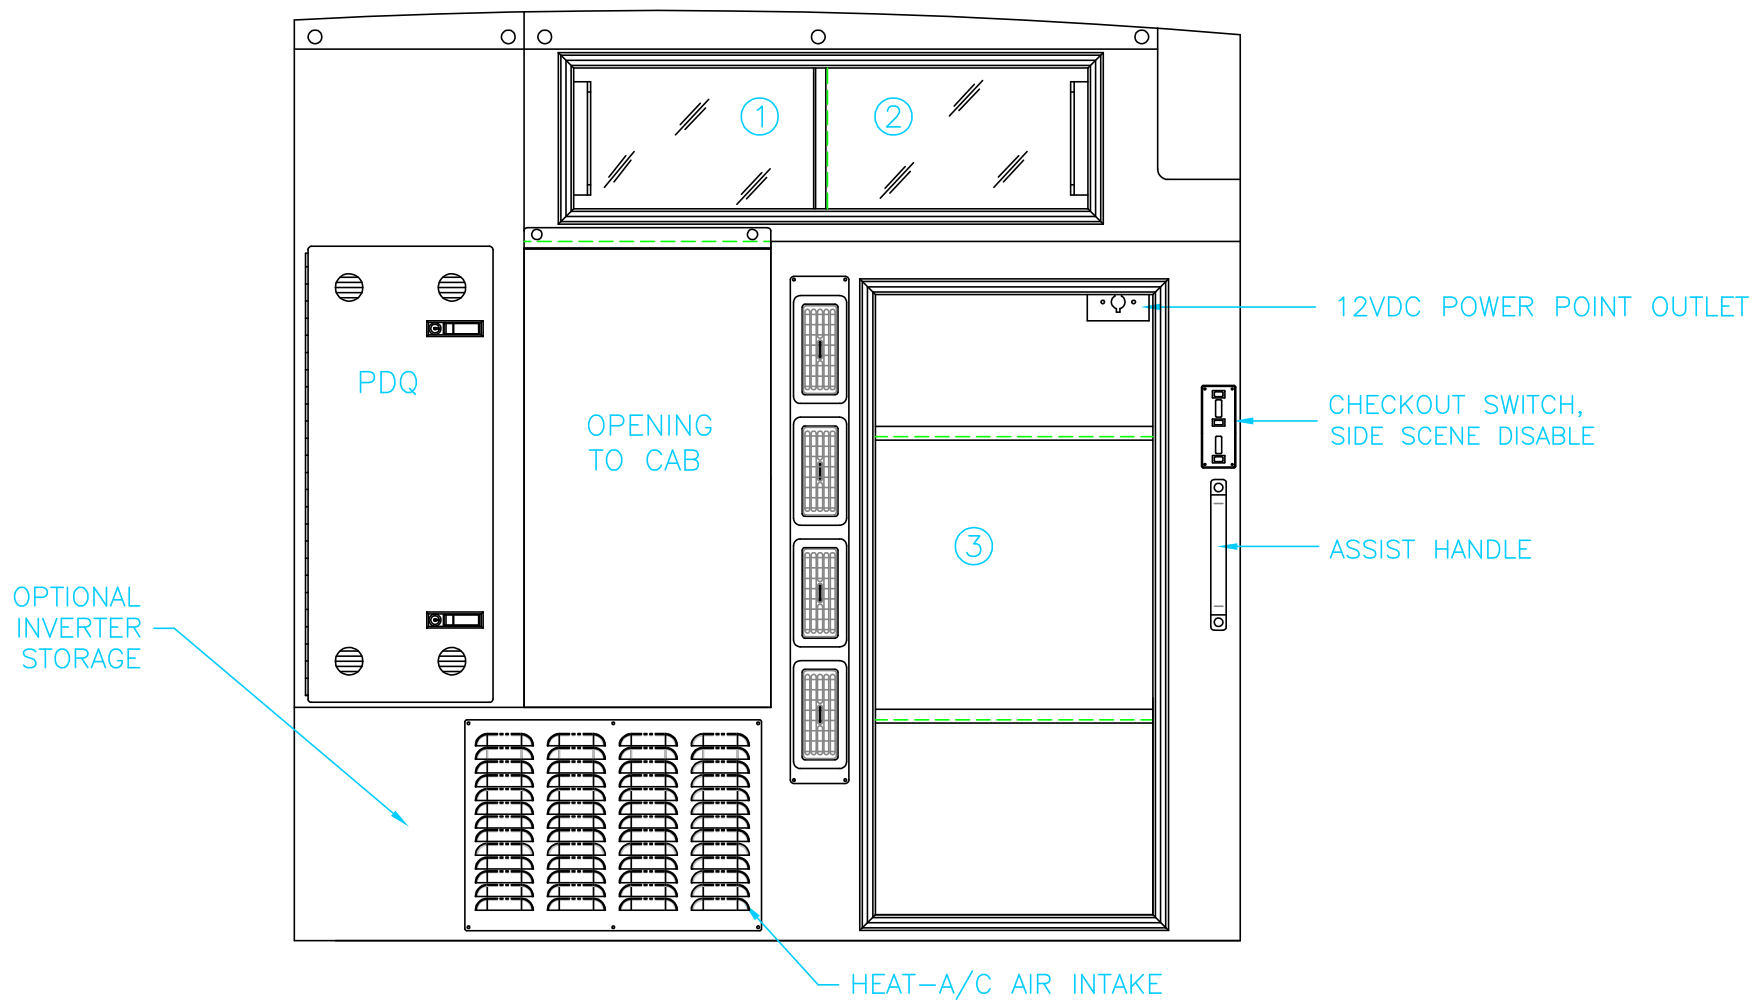 1
2
12VDC POWER POINT OUTLET
PDQ
CHECKOUT SWITCH,
SIDE SCENE DISABLE
OPENING
TO CAB
3
ASSIST HANDLE
OPTIONAL
INVERTER
STORAGE
HEAT-A/C AIR INTAKE